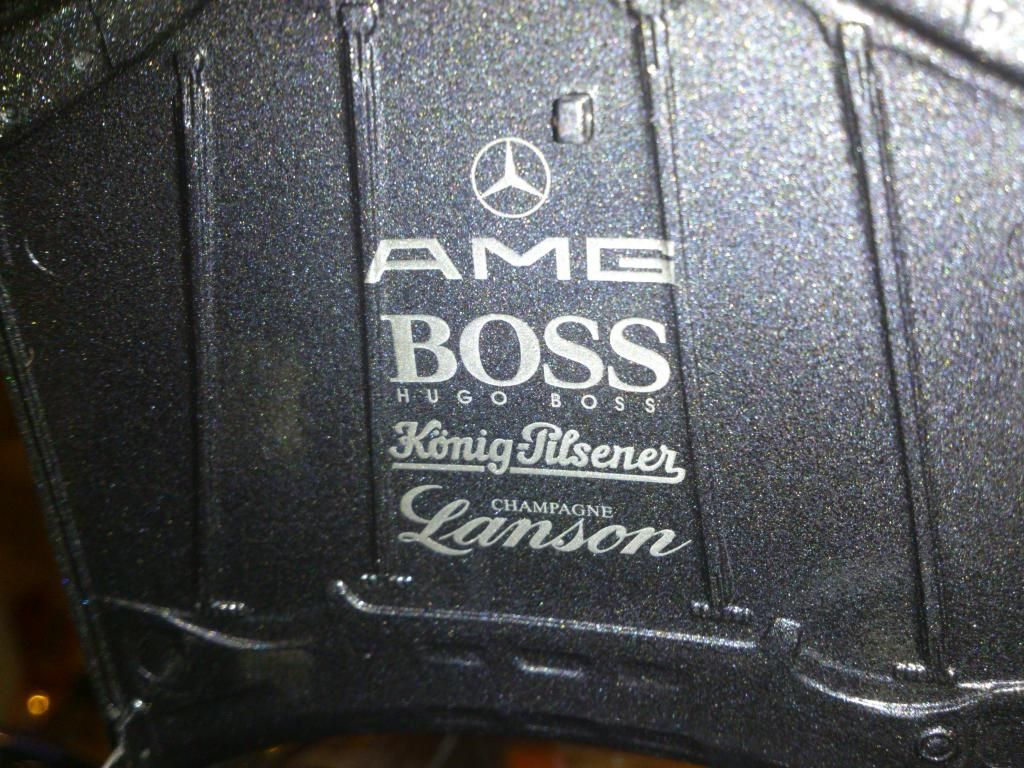 AMG
BOSS
HUGO BOSS
König-Pilsener
CHAMPAGNE
Lanson